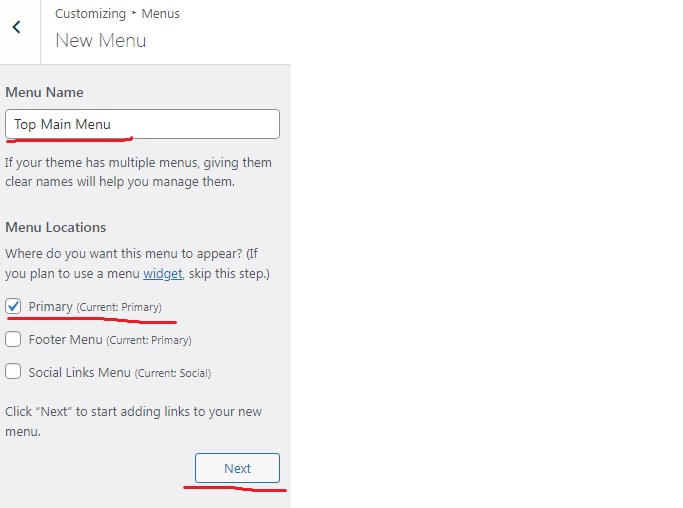 Customizing ‣ Menus
New Menu
Menu Name
Top Main Menu
If your theme has multiple menus, giving them
clear names will help you manage them.
Menu Locations
Where do you want this menu to appear? (If
you plan to use a menu widget, skip this step.)
Primary (Current: Primary)
Footer Menu (Current: Primary)
Social Links Menu (Current: Social)
Click “Next” to start adding links to your new
menu.
Next